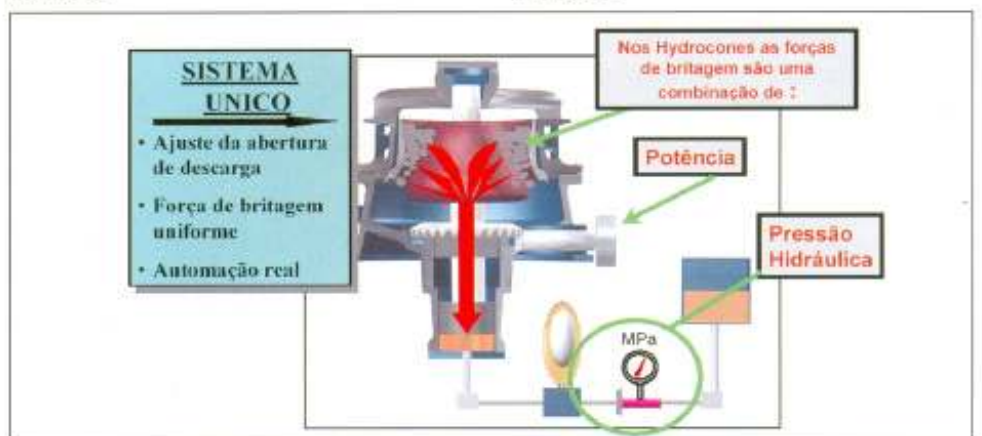 SISTEMA
UNICO
• Ajuste da abertura
de descarga
• Força de britagem
uniforme
• Automação real
Nos Hydrocones as forças
de britagem são uma
combinação de :
Potência
Pressão
Hidráulica
MPa